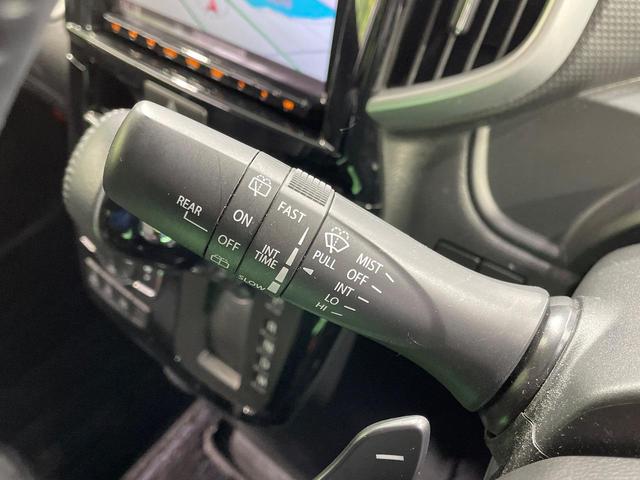 REAR
ON
OFF
FAST
INT
TIME
SLOW
PULL
MIST
OFF
INT
LO
HI